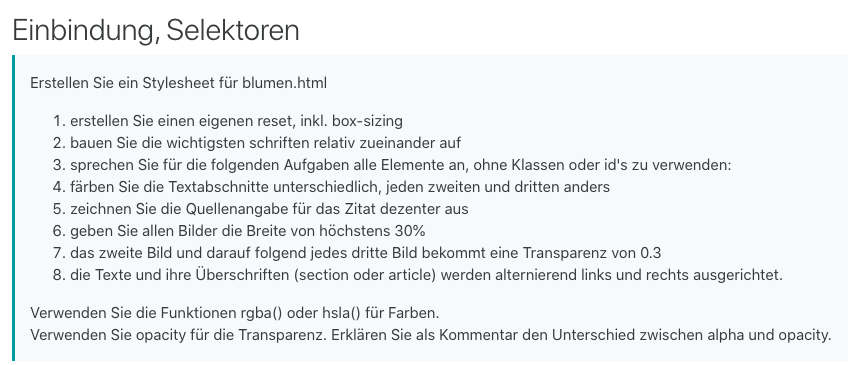 Einbindung, Selektoren
Erstellen Sie ein Stylesheet für blumen.html
1. erstellen Sie einen eigenen reset, inkl. box-sizing
2. bauen Sie die wichtigsten schriften relativ zueinander auf
3. sprechen Sie für die folgenden Aufgaben alle Elemente an, ohne Klassen oder id's zu verwenden:
4. färben Sie die Textabschnitte unterschiedlich, jeden zweiten und dritten anders
5. zeichnen Sie die Quellenangabe für das Zitat dezenter aus
6. geben Sie allen Bilder die Breite von höchstens 30%
7. das zweite Bild und darauf folgend jedes dritte Bild bekommt eine Transparenz von 0.3
8. die Texte und ihre Überschriften (section oder article) werden alternierend links und rechts ausgerichtet.
Verwenden Sie die Funktionen rgba() oder hsla() für Farben.
Verwenden Sie opacity für die Transparenz. Erklären Sie als Kommentar den Unterschied zwischen alpha und opacity.